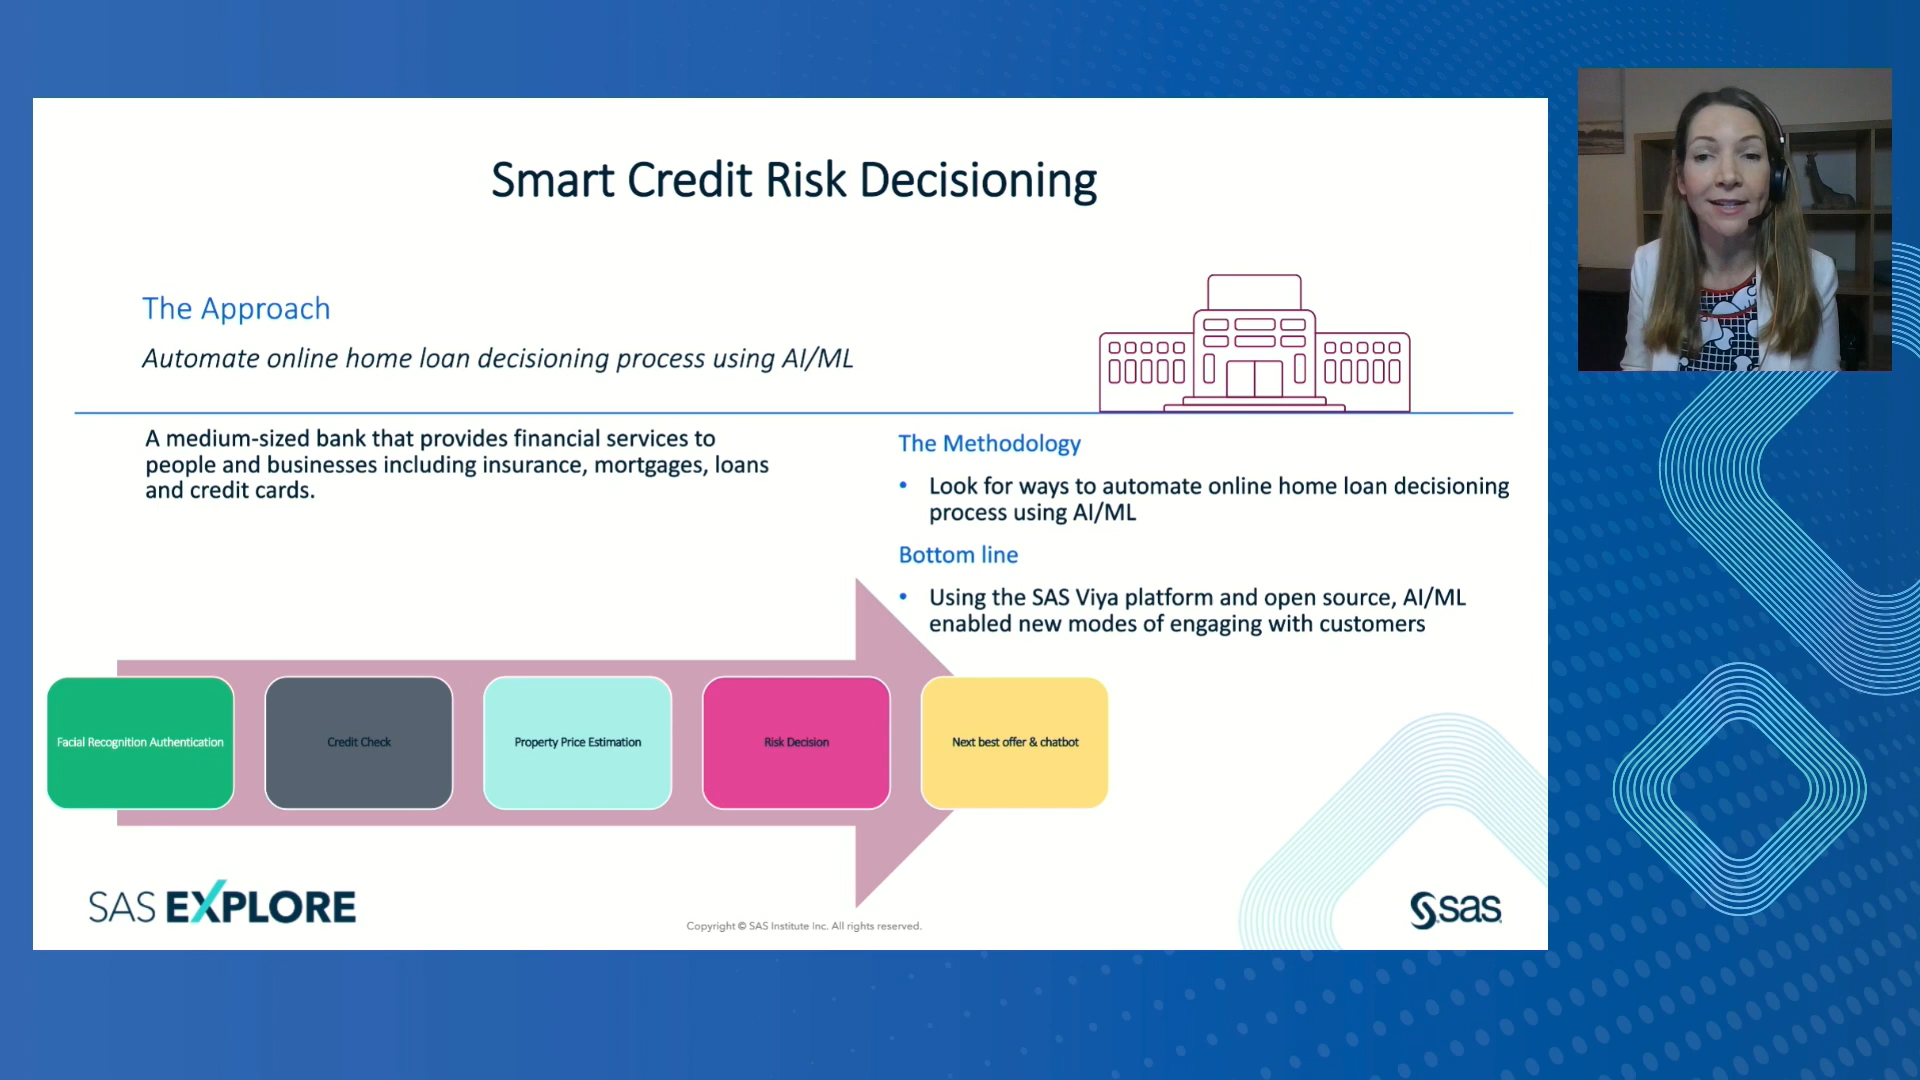 Smart Credit Risk Decisioning
The Approach
Automate online home loan decisioning process using AI/ML
A medium-sized bank that provides financial services to
people and businesses including insurance, mortgages, loans
and credit cards.
The Methodology
• Look for ways to automate online home loan decisioning
process using AI/ML
Bottom line
• Using the SAS Viya platform and open source, AI/ML
enabled new modes of engaging with customers
Facial Recognition Authentication
Credit Check
Property Price Estimation
Risk Decision
Next best offer & chatbot
SAS EXPLORE
Copyright © SAS Institute Inc. All rights reserved.
sas